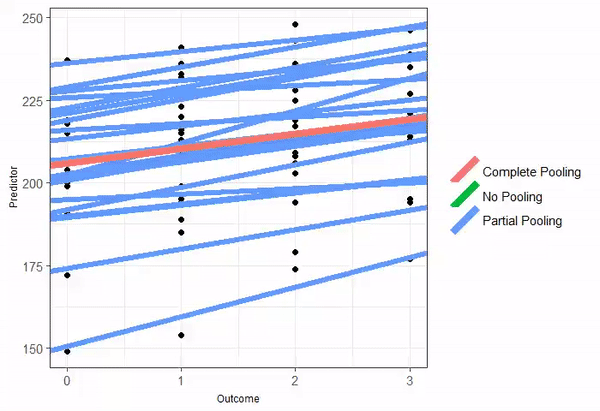 250
225
200
175
150
0 1 2 3
Predictor
Outcome
Complete Pooling
No Pooling
Partial Pooling